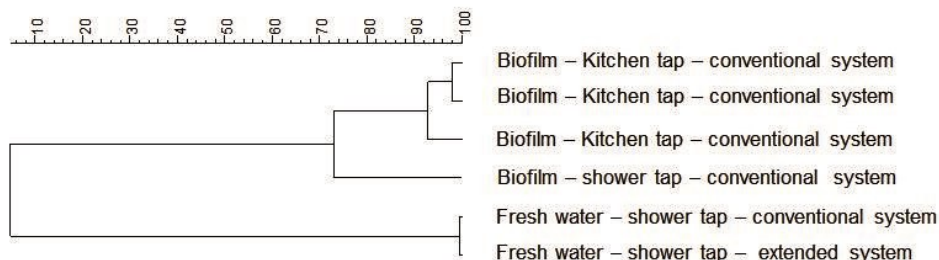 10 20 30 40 50 60 70 80 90 100
Biofilm – Kitchen tap – conventional system
Biofilm – Kitchen tap – conventional system
Biofilm – Kitchen tap – conventional system
Biofilm – shower tap – conventional system
Fresh water – shower tap – conventional system
Fresh water – shower tap – extended system